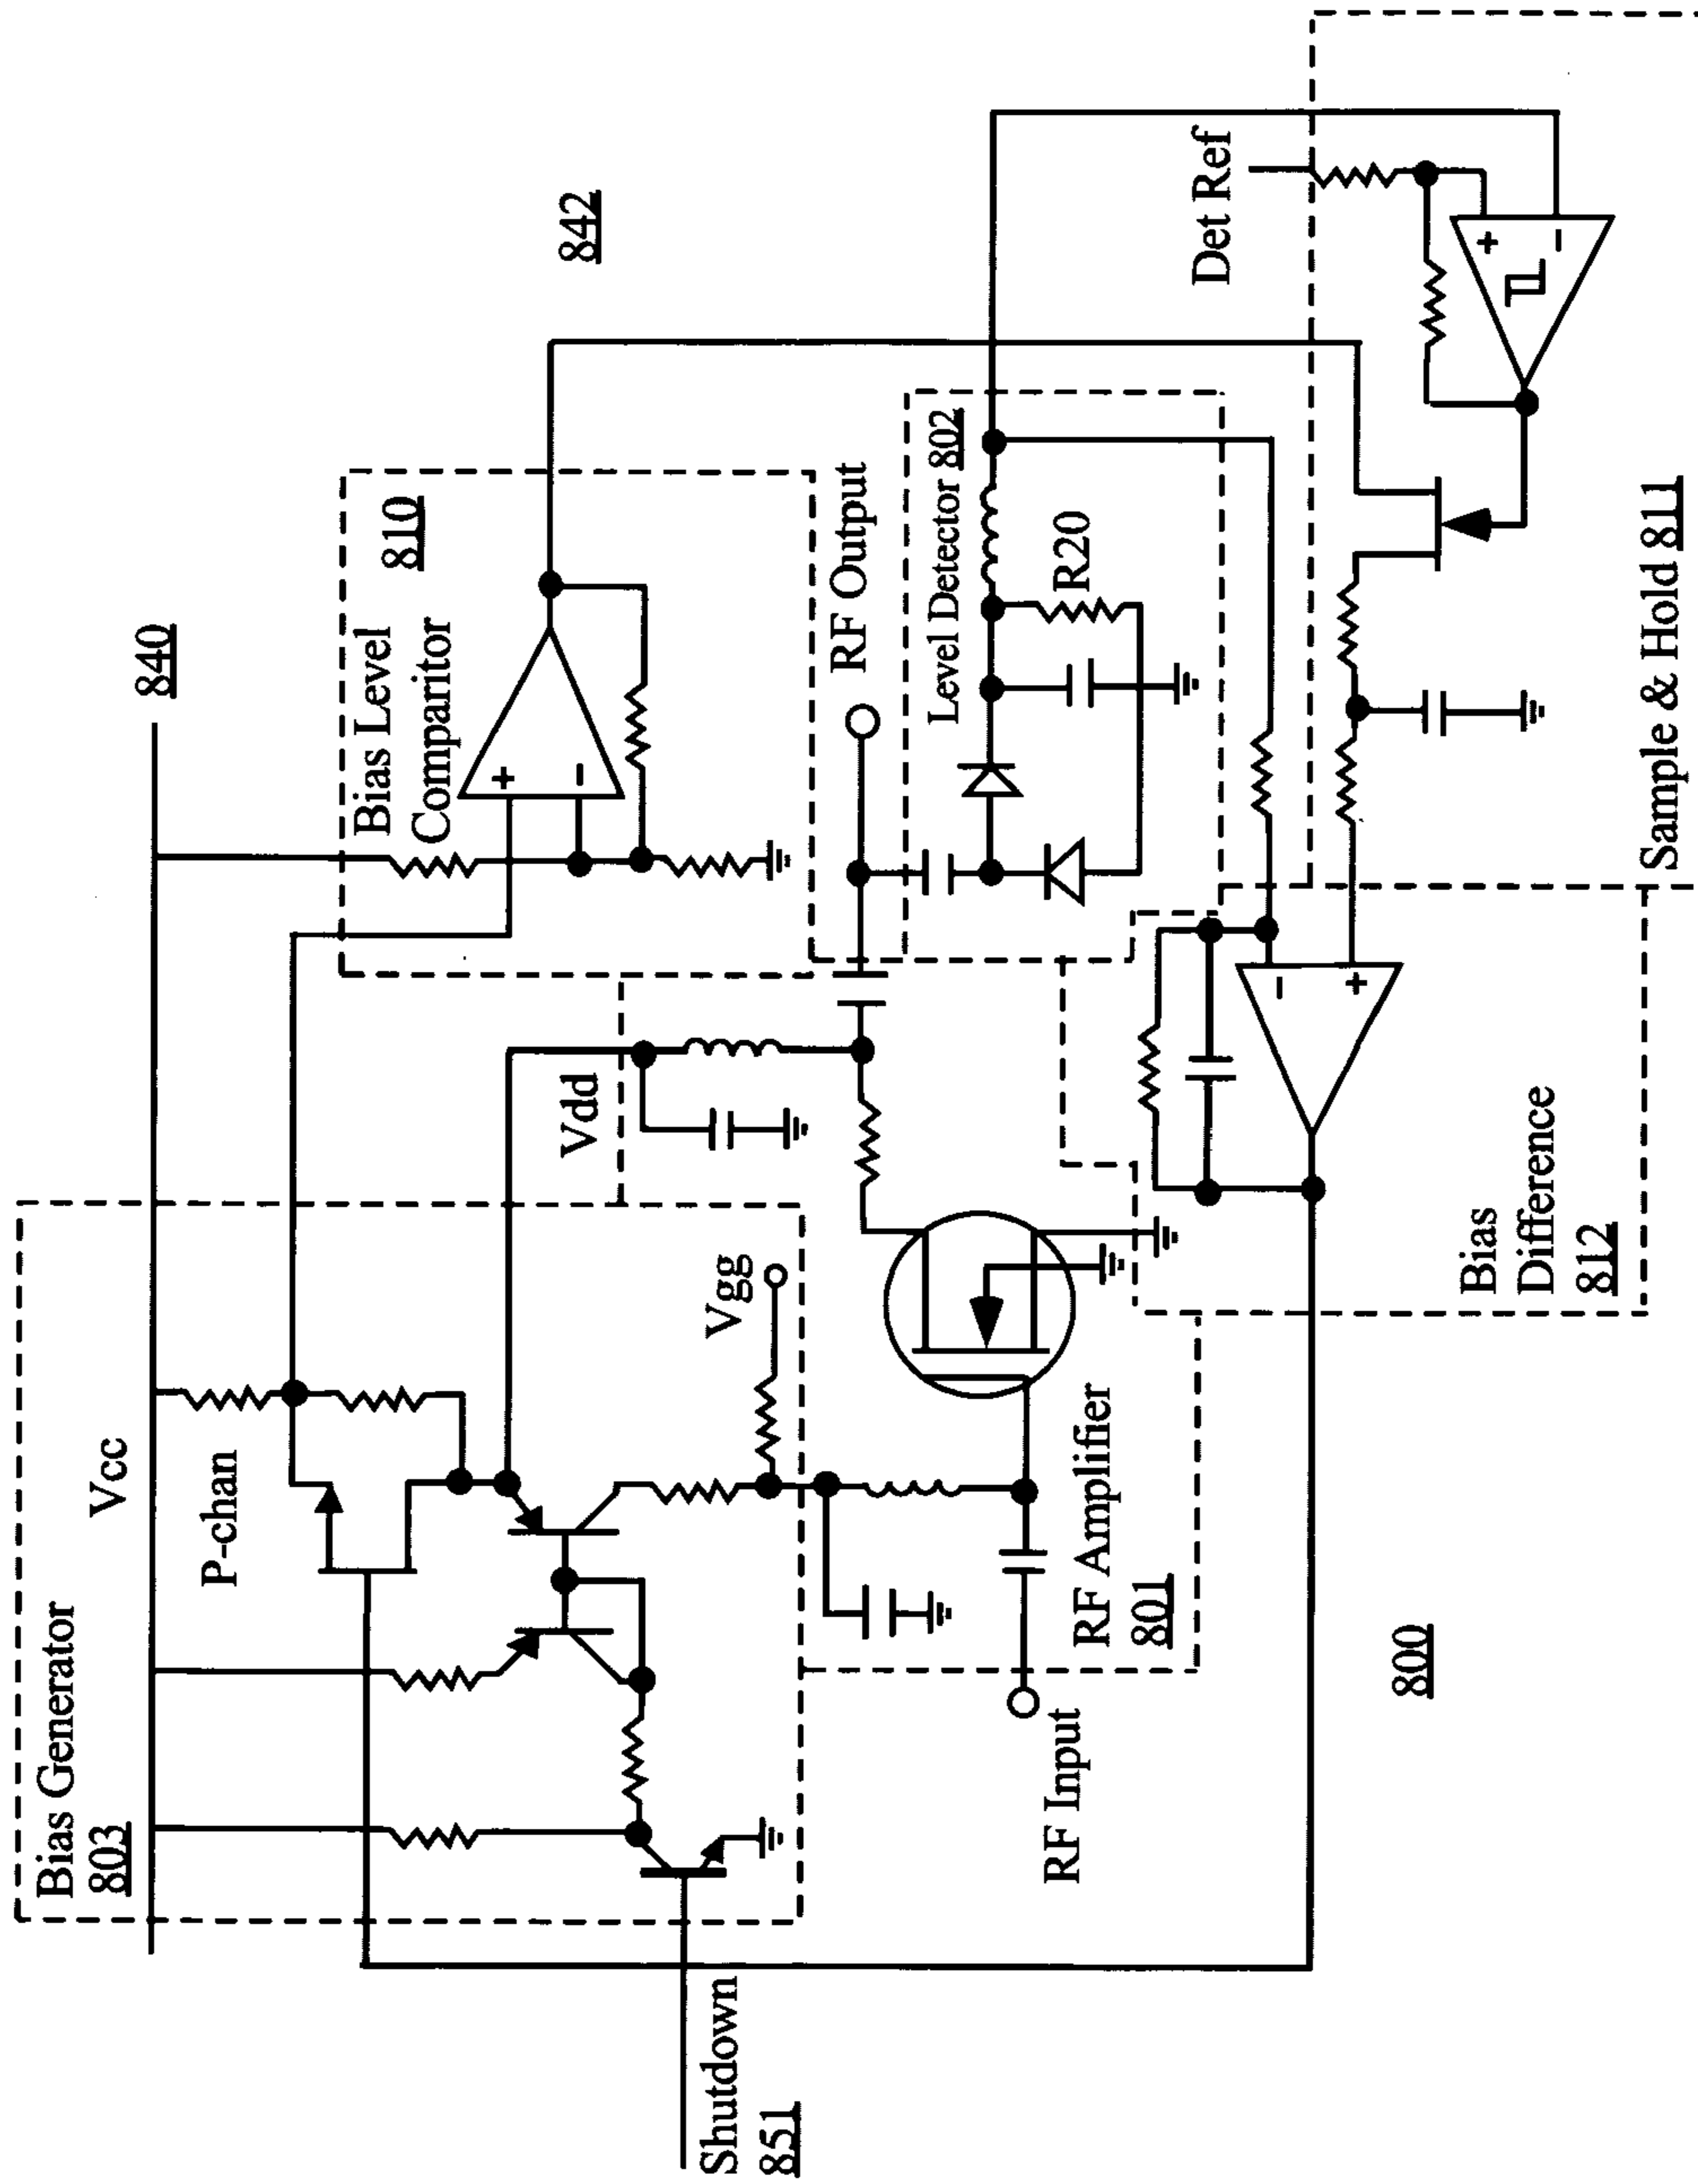 Bias Generator
803
Vcc
840
P-chan
Bias Level
Comparitor
810
842
Vdd
Vgg
RF Output
Level Detector 802
R20
Det Ref
Shutdown
851
RF Input
RF Amplifier
801
Bias
Difference
812
Sample & Hold 811
800
+
-
-
+
+
-